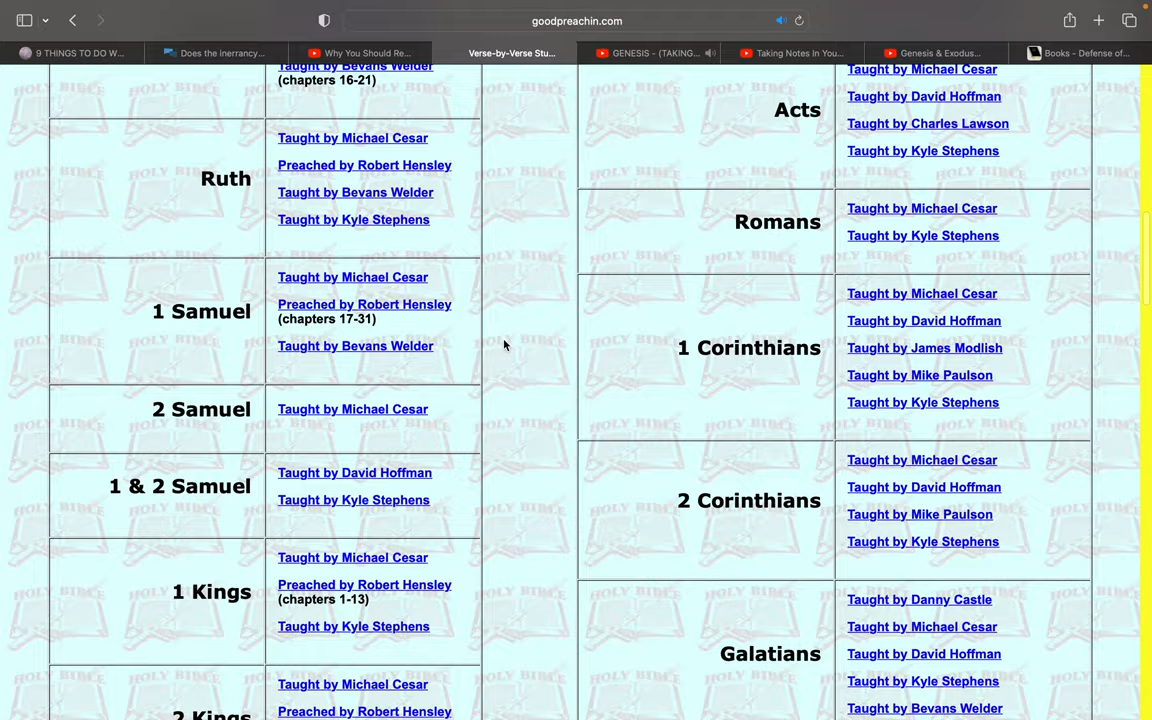 goodpreachin.com
9 THINGS TO DO W...
Does the inerrancy...
Why You Should Re...
Verse-by-Verse Stu...
GENESIS - (TAKING...
Taking Notes In You...
Genesis & Exodus...
Books - Defense of...
Taught by Bevans Welder
(chapters 16-21)
Ruth
Taught by Michael Cesar
Preached by Robert Hensley
Taught by Bevans Welder
Taught by Kyle Stephens
1 Samuel
Taught by Michael Cesar
Preached by Robert Hensley
(chapters 17-31)
Taught by Bevans Welder
2 Samuel
Taught by Michael Cesar
1 & 2 Samuel
Taught by David Hoffman
Taught by Kyle Stephens
1 Kings
Taught by Michael Cesar
Preached by Robert Hensley
(chapters 1-13)
Taught by Kyle Stephens
2 Kings
Taught by Michael Cesar
Preached by Robert Hensley
Acts
Taught by Michael Cesar
Taught by David Hoffman
Taught by Charles Lawson
Taught by Kyle Stephens
Romans
Taught by Michael Cesar
Taught by Kyle Stephens
1 Corinthians
Taught by Michael Cesar
Taught by David Hoffman
Taught by James Modlish
Taught by Mike Paulson
Taught by Kyle Stephens
2 Corinthians
Taught by Michael Cesar
Taught by David Hoffman
Taught by Mike Paulson
Taught by Kyle Stephens
Galatians
Taught by Danny Castle
Taught by Michael Cesar
Taught by David Hoffman
Taught by Kyle Stephens
Taught by Bevans Welder